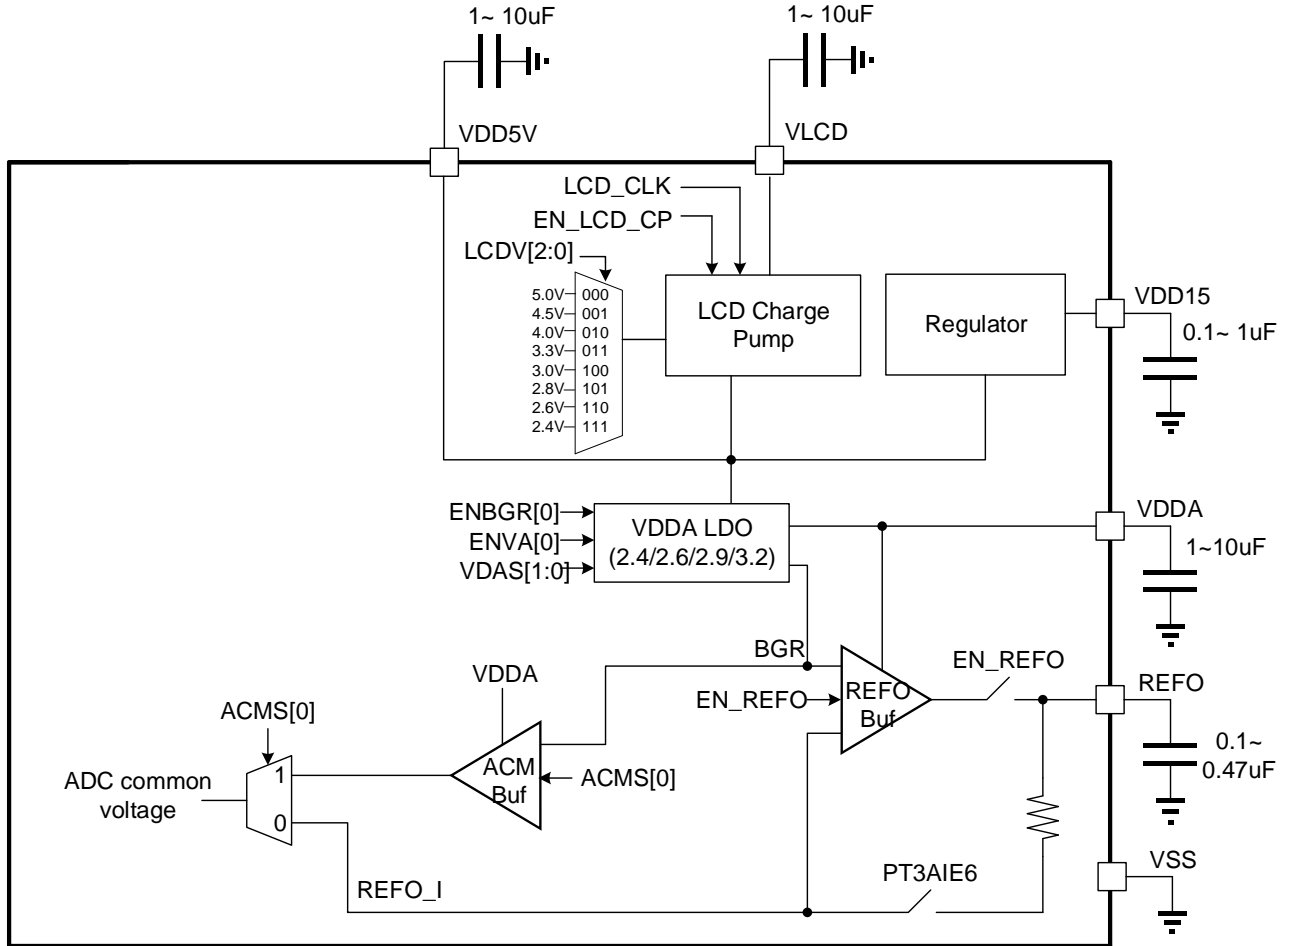 1~ 10uF
1~ 10uF
VDD5V
VLCD
LCD_CLK
EN_LCD_CP
LCDV[2:0]
5.0V 000
4.5V 001
4.0V 010
3.3V 011
3.0V 100
2.8V 101
2.6V 110
2.4V 111
LCD Charge
Pump
Regulator
VDD15
0.1~ 1uF
ENBGR[0]
ENVA[0]
VDAS[1:0]
VDDA LDO
(2.4/2.6/2.9/3.2)
VDDA
1~10uF
BGR
EN_REFO
REFO
Buf
EN_REFO
REFO
0.1~
0.47uF
VDDA
ACMS[0]
ACM
Buf
ACMS[0]
1
0
ADC common
voltage
REFO_I
PT3AIE6
VSS